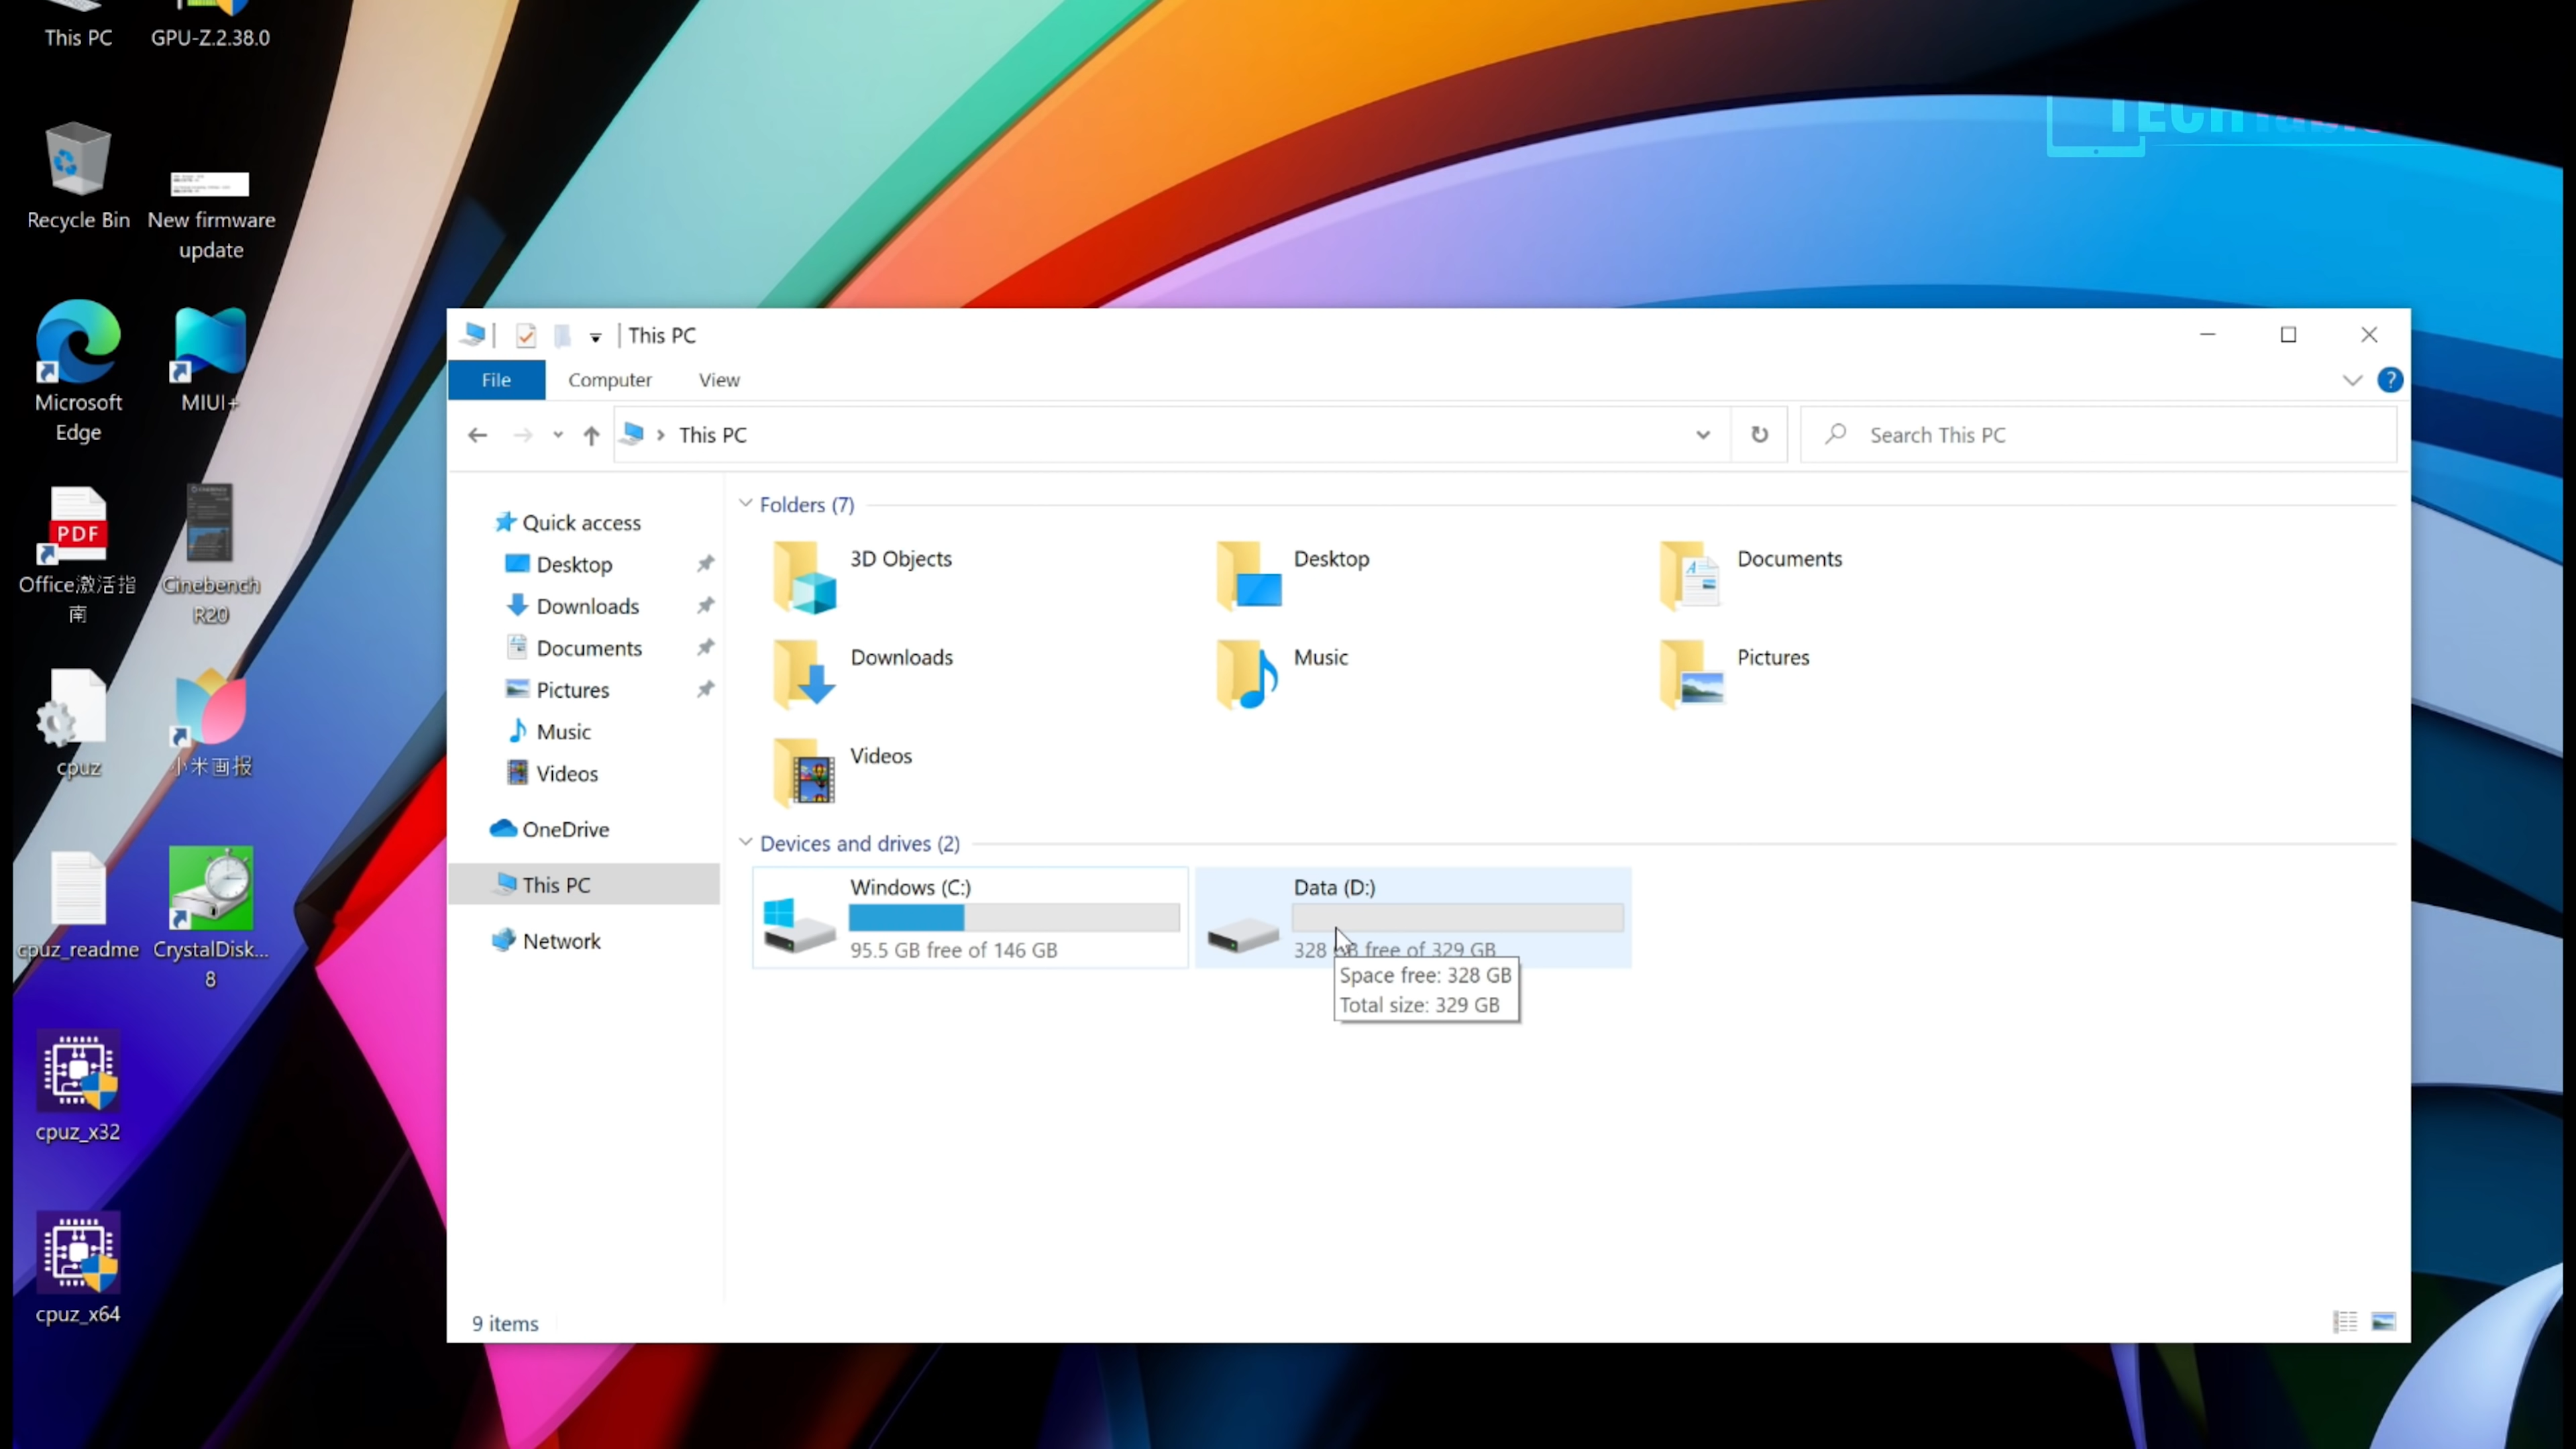 This PC
GPU-Z.2.38.0
Recycle Bin
New firmware
update
Microsoft
Edge
MIUI+
PDF
Office激活指
南
Cinebench
R20
cpuz
小米画报
cpuz_readme
CrystalDisk...
8
cpuz_x32
cpuz_x64
This PC
File
Computer
View
?
This PC
Search This PC
Quick access
Desktop
Downloads
Documents
Pictures
Music
Videos
OneDrive
This PC
Network
Folders (7)
3D Objects
Desktop
Documents
Downloads
Music
Pictures
Videos
Devices and drives (2)
Windows (C:)
95.5 GB free of 146 GB
Data (D:)
328 GB free of 329 GB
Space free: 328 GB
Total size: 329 GB
9 items